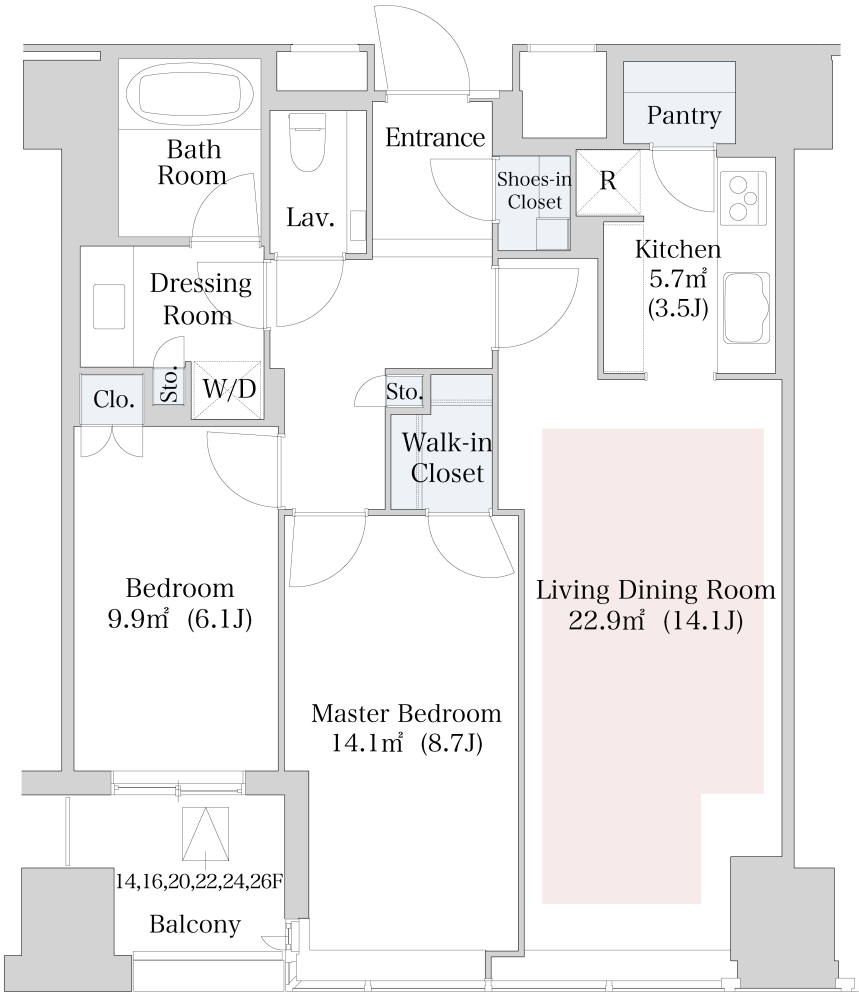 Bath
Room
Lav.
Entrance
Pantry
Shoes-in
Closet
R
Kitchen
5.7㎡
(3.5J)
Dressing
Room
Clo.
Sto.
W/D
Sto.
Walk-in
Closet
Bedroom
9.9㎡ (6.1J)
Living Dining Room
22.9㎡ (14.1J)
Master Bedroom
14.1㎡ (8.7J)
14,16,20,22,24,26F
Balcony